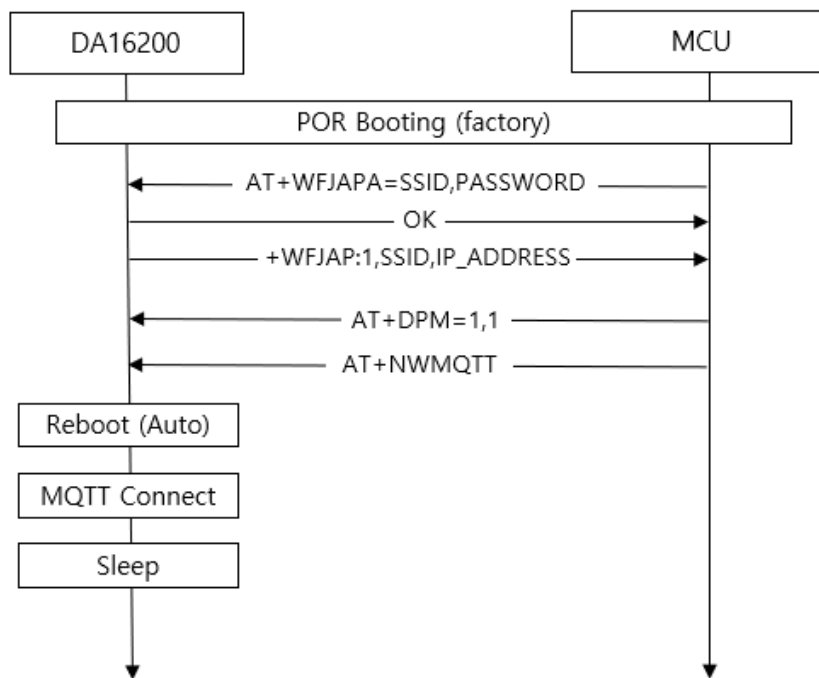 DA16200
MCU
POR Booting (factory)
AT+WFJAPA=SSID,PASSWORD
OK
+WFJAP:1,SSID,IP_ADDRESS
AT+DPM=1,1
AT+NWMQTT
Reboot (Auto)
MQTT Connect
Sleep